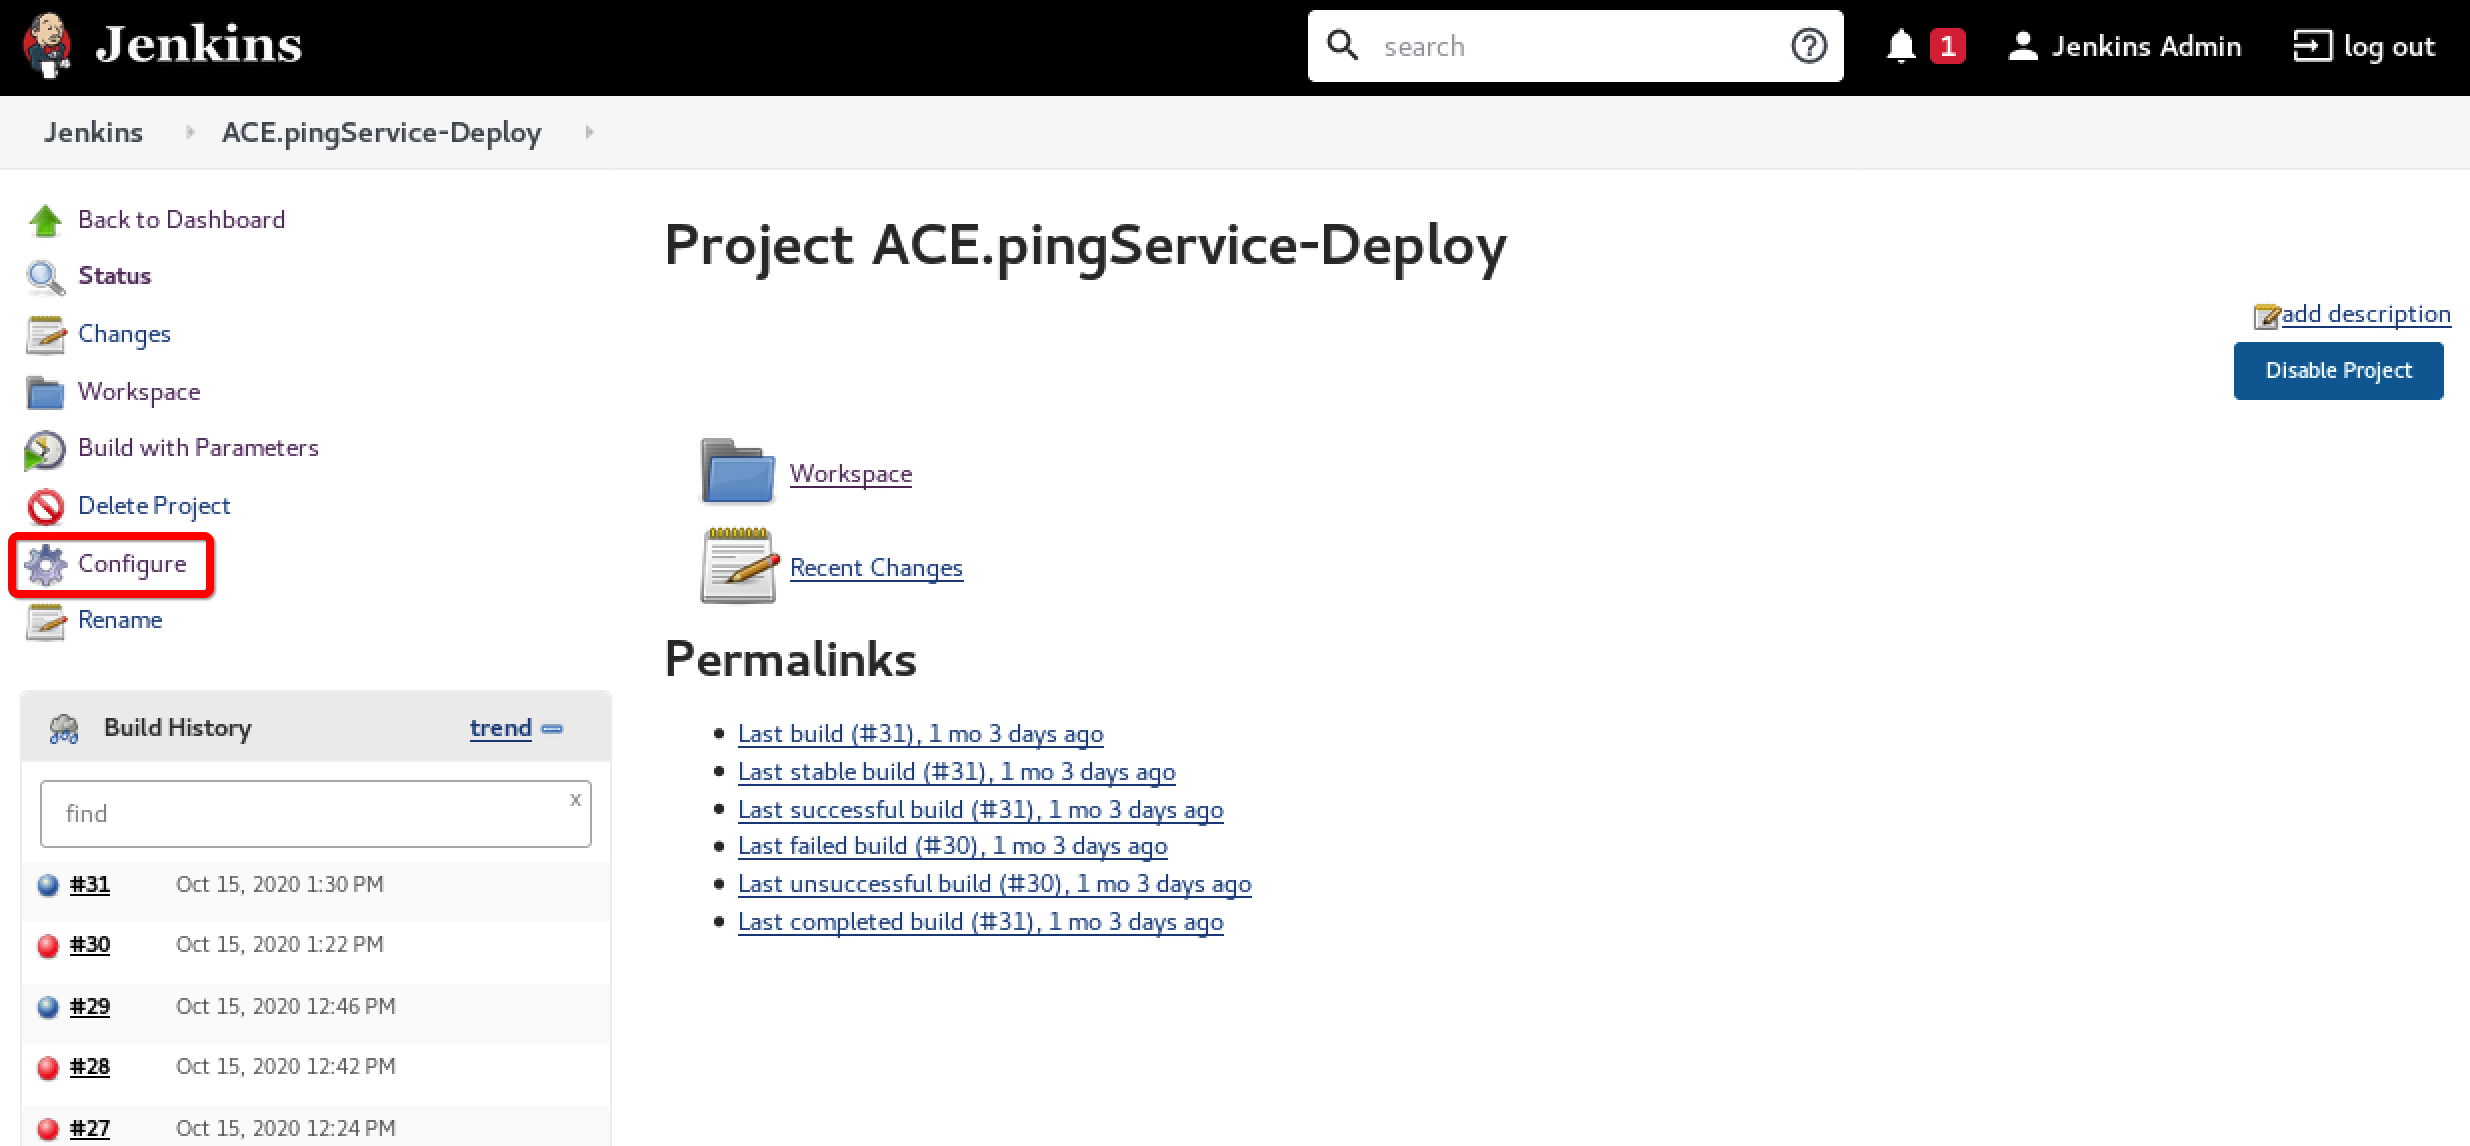 Jenkins
search
1
Jenkins Admin
log out
Jenkins
ACE.pingService-Deploy
Back to Dashboard
Status
Changes
Workspace
Build with Parameters
Delete Project
Configure
Rename
Project ACE.pingService-Deploy
add description
Disable Project
Workspace
Recent Changes
Permalinks
Last build (#31), 1 mo 3 days ago
Last stable build (#31), 1 mo 3 days ago
Last successful build (#31), 1 mo 3 days ago
Last failed build (#30), 1 mo 3 days ago
Last unsuccessful build (#30), 1 mo 3 days ago
Last completed build (#31), 1 mo 3 days ago
Build History
trend
find
x
#31 Oct 15, 2020 1:30 PM
#30 Oct 15, 2020 1:22 PM
#29 Oct 15, 2020 12:46 PM
#28 Oct 15, 2020 12:42 PM
#27 Oct 15, 2020 12:24 PM